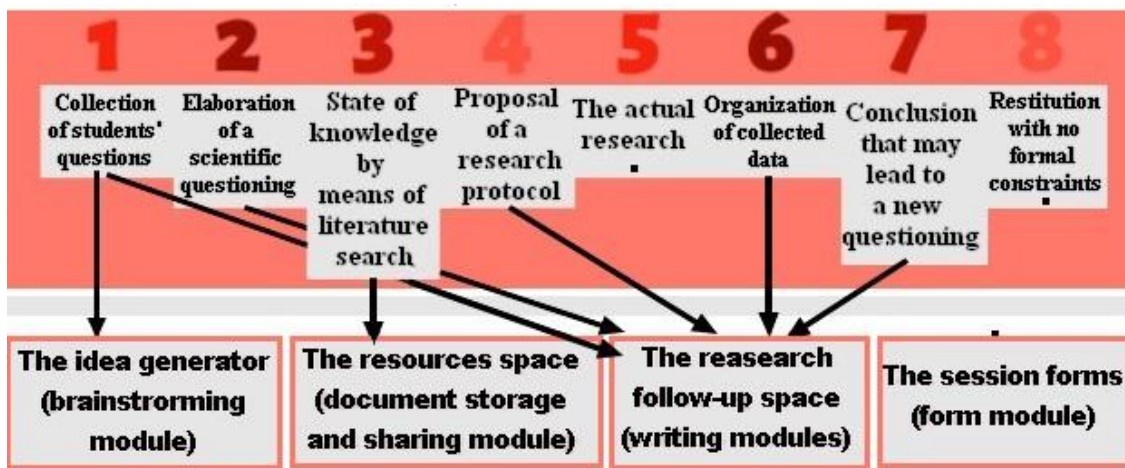 1
Collection
of students'
questions
2
Elaboration
of a
scientific
questioning
3
State of
knowledge
by
means of
literature
search
4
Proposal
of a
research
protocol
5
The actual
research
6
Organization
of collected
data
7
Conclusion
that may
lead to
a new
questioning
8
Restitution
with no
formal
constraints
The idea generator
(brainstrorming
module)
The resources space
(document storage
and sharing module)
The reasearch
follow-up space
(writing modules)
The session forms
(form module)